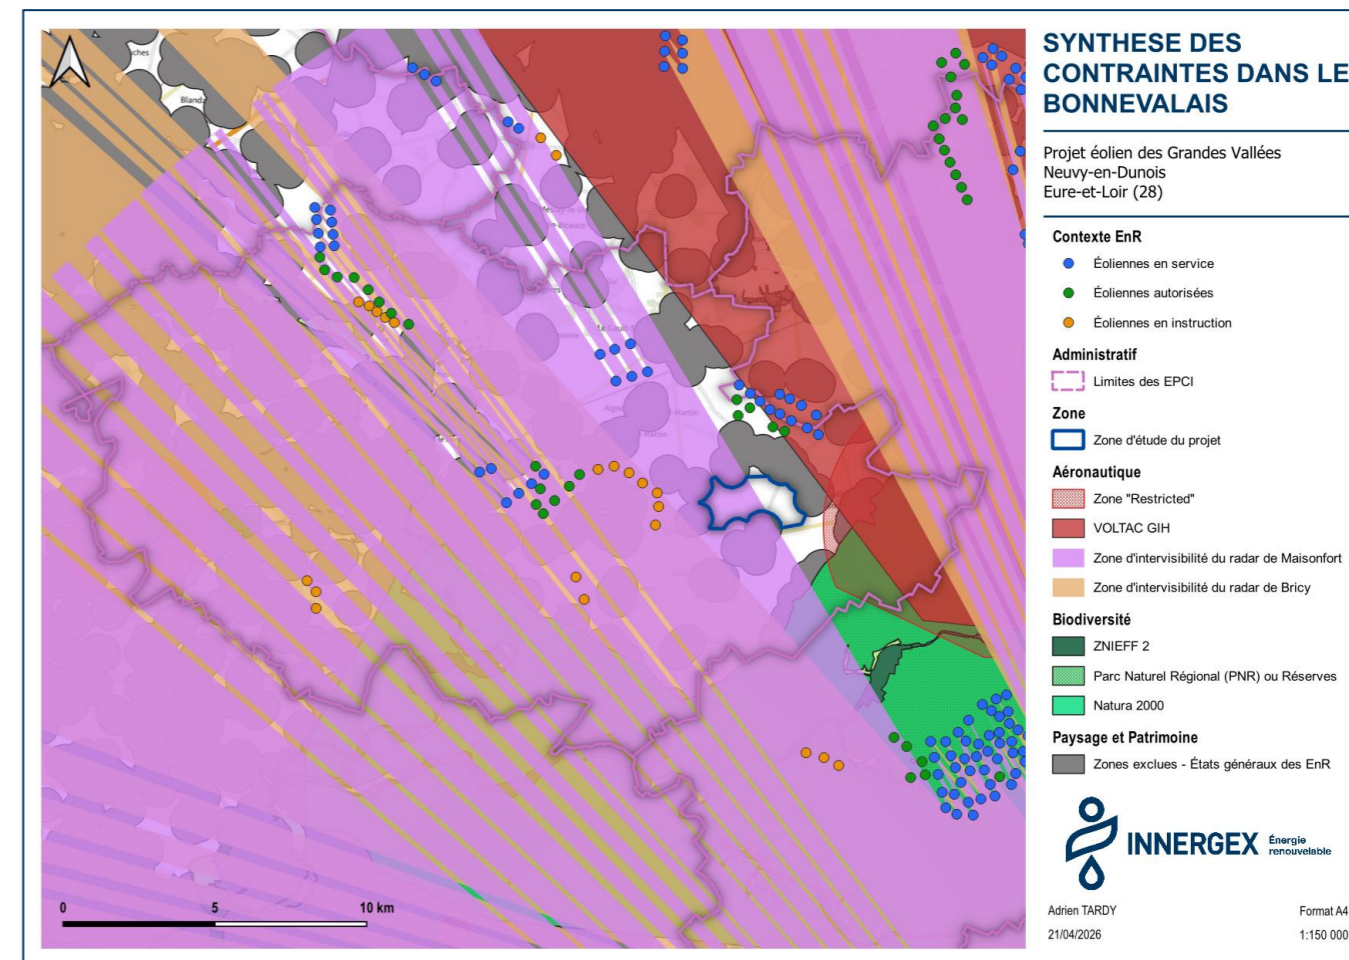 SYNTHESE DES
CONTRAINTES DANS LE
BONNEVALAIS
Projet éolien des Grandes Vallées
Neuvy-en-Dunois
Eure-et-Loir (28)
Contexte EnR
Éoliennes en service
Éoliennes autorisées
Éoliennes en instruction
Administratif
Limites des EPCI
Zone
Zone d'étude du projet
Aéronautique
Zone "Restricted"
VOLTAC GIH
Zone d'intervisibilité du radar de Maisonfort
Zone d'intervisibilité du radar de Bricy
Biodiversité
ZNIEFF 2
Parc Naturel Régional (PNR) ou Réserves
Natura 2000
Paysage et Patrimoine
Zones exclues - États généraux des EnR
INNERGEX Énergie
renouvelable
Adrien TARDY Format A4
21/04/2026 1:150 000
0 5 10 km